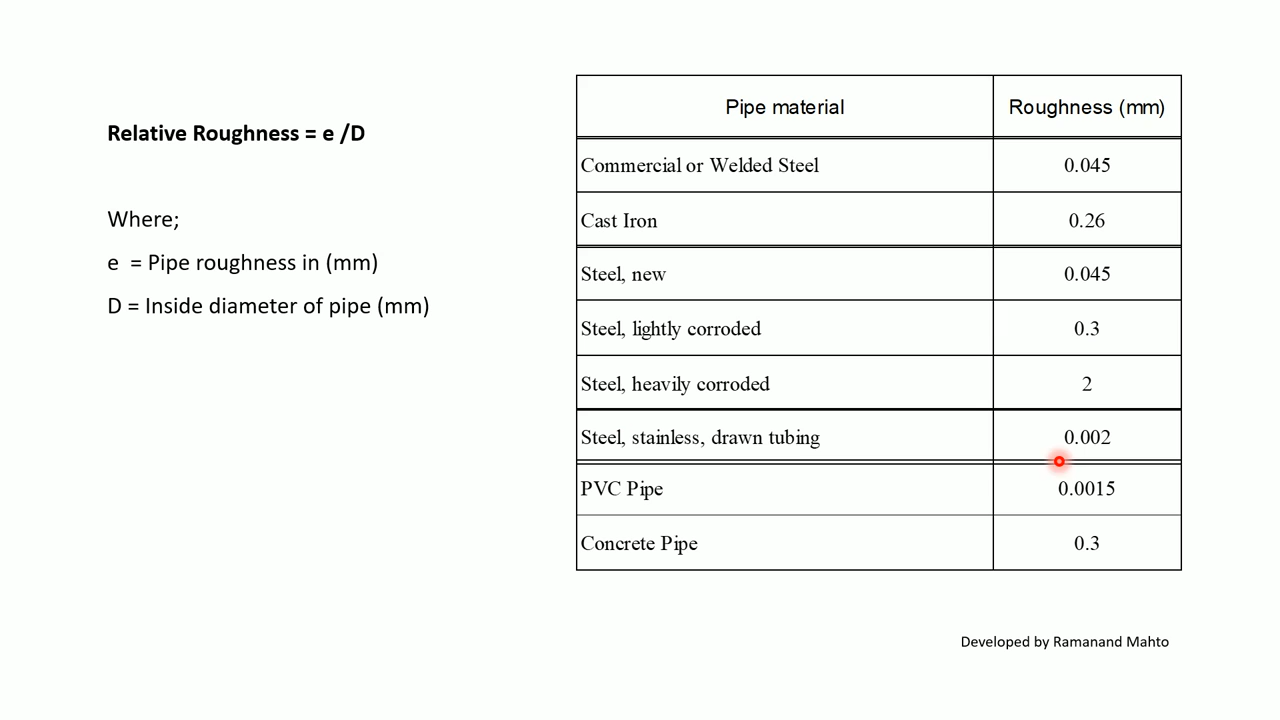 Relative Roughness = e /D
Where;
e = Pipe roughness in (mm)
D = Inside diameter of pipe (mm)
Pipe material Roughness (mm)
Commercial or Welded Steel 0.045
Cast Iron 0.26
Steel, new 0.045
Steel, lightly corroded 0.3
Steel, heavily corroded 2
Steel, stainless, drawn tubing 0.002
PVC Pipe 0.0015
Concrete Pipe 0.3
Developed by Ramanand Mahto